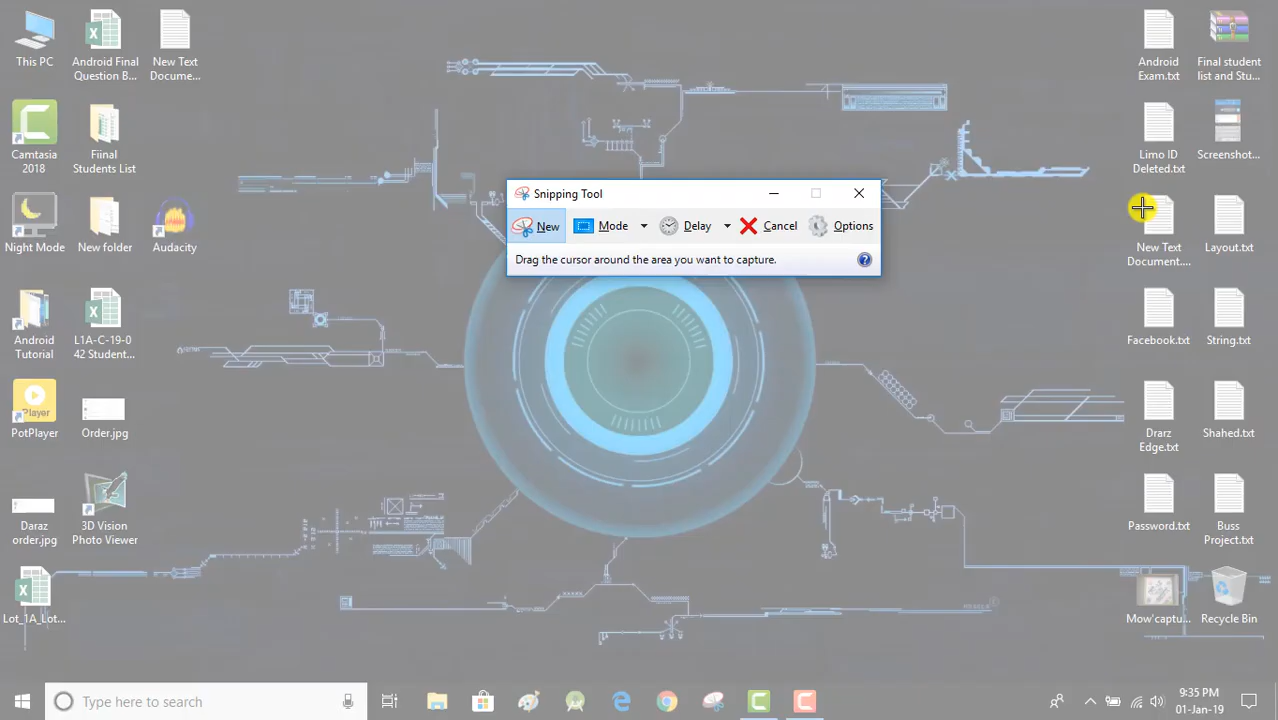 This PC
Android Final
Question B...
New Text
Docume...
Camtasia
2018
Fiinal
Students List
Night Mode
New folder
Audacity
Android
Tutorial
L1A-C-19-0
42 Student...
Player
PotPlayer
Order.jpg
Daraz
order.jpg
3D Vision
Photo Viewer
Lot_1A_Lot...
Snipping Tool
New
Mode
Delay
Cancel
Options
Drag the cursor around the area you want to capture.
Android
Exam.txt
Final student
list and Stu...
Limo ID
Deleted.txt
Screenshot...
New Text
Document....
Layout.txt
Facebook.txt
String.txt
Drarz
Edge.txt
Shahed.txt
Password.txt
Buss
Project.txt
Mow'captu...
Recycle Bin
Type here to search
9:35 PM
01-Jan-19